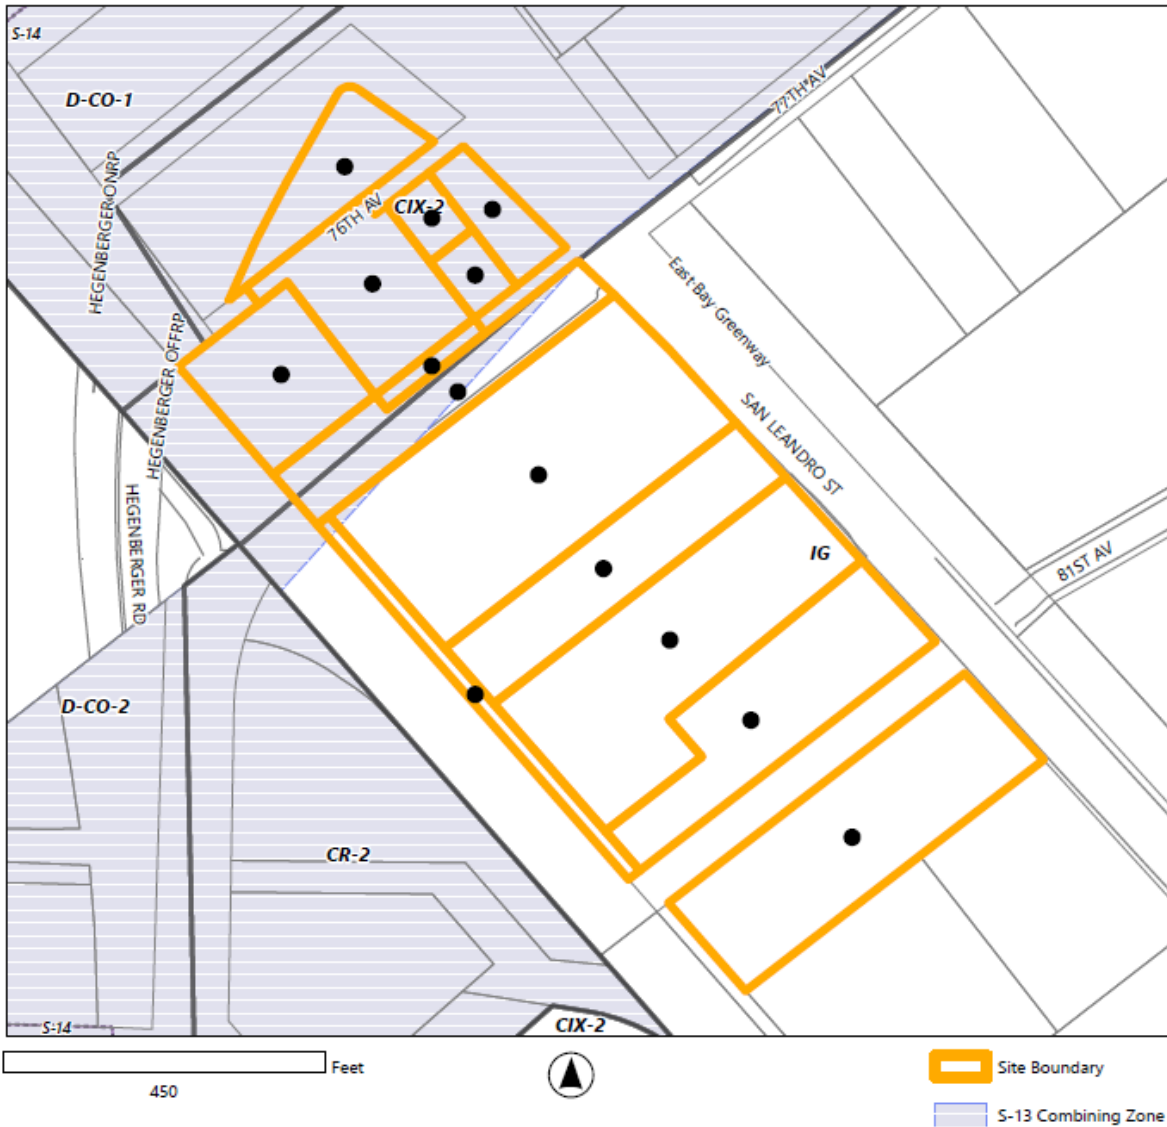 S-14
D-CO-1
77TH AV
HEGENBERGER ONRP
76TH AV
CIX-2
East Bay Greenway
HEGENBERGER OFFRP
SAN LEANDRO ST
HEGENBERGER RD
IG
81ST AV
D-CO-2
CR-2
S-14
CIX-2
Feet
450
Site Boundary
S-13 Combining Zone